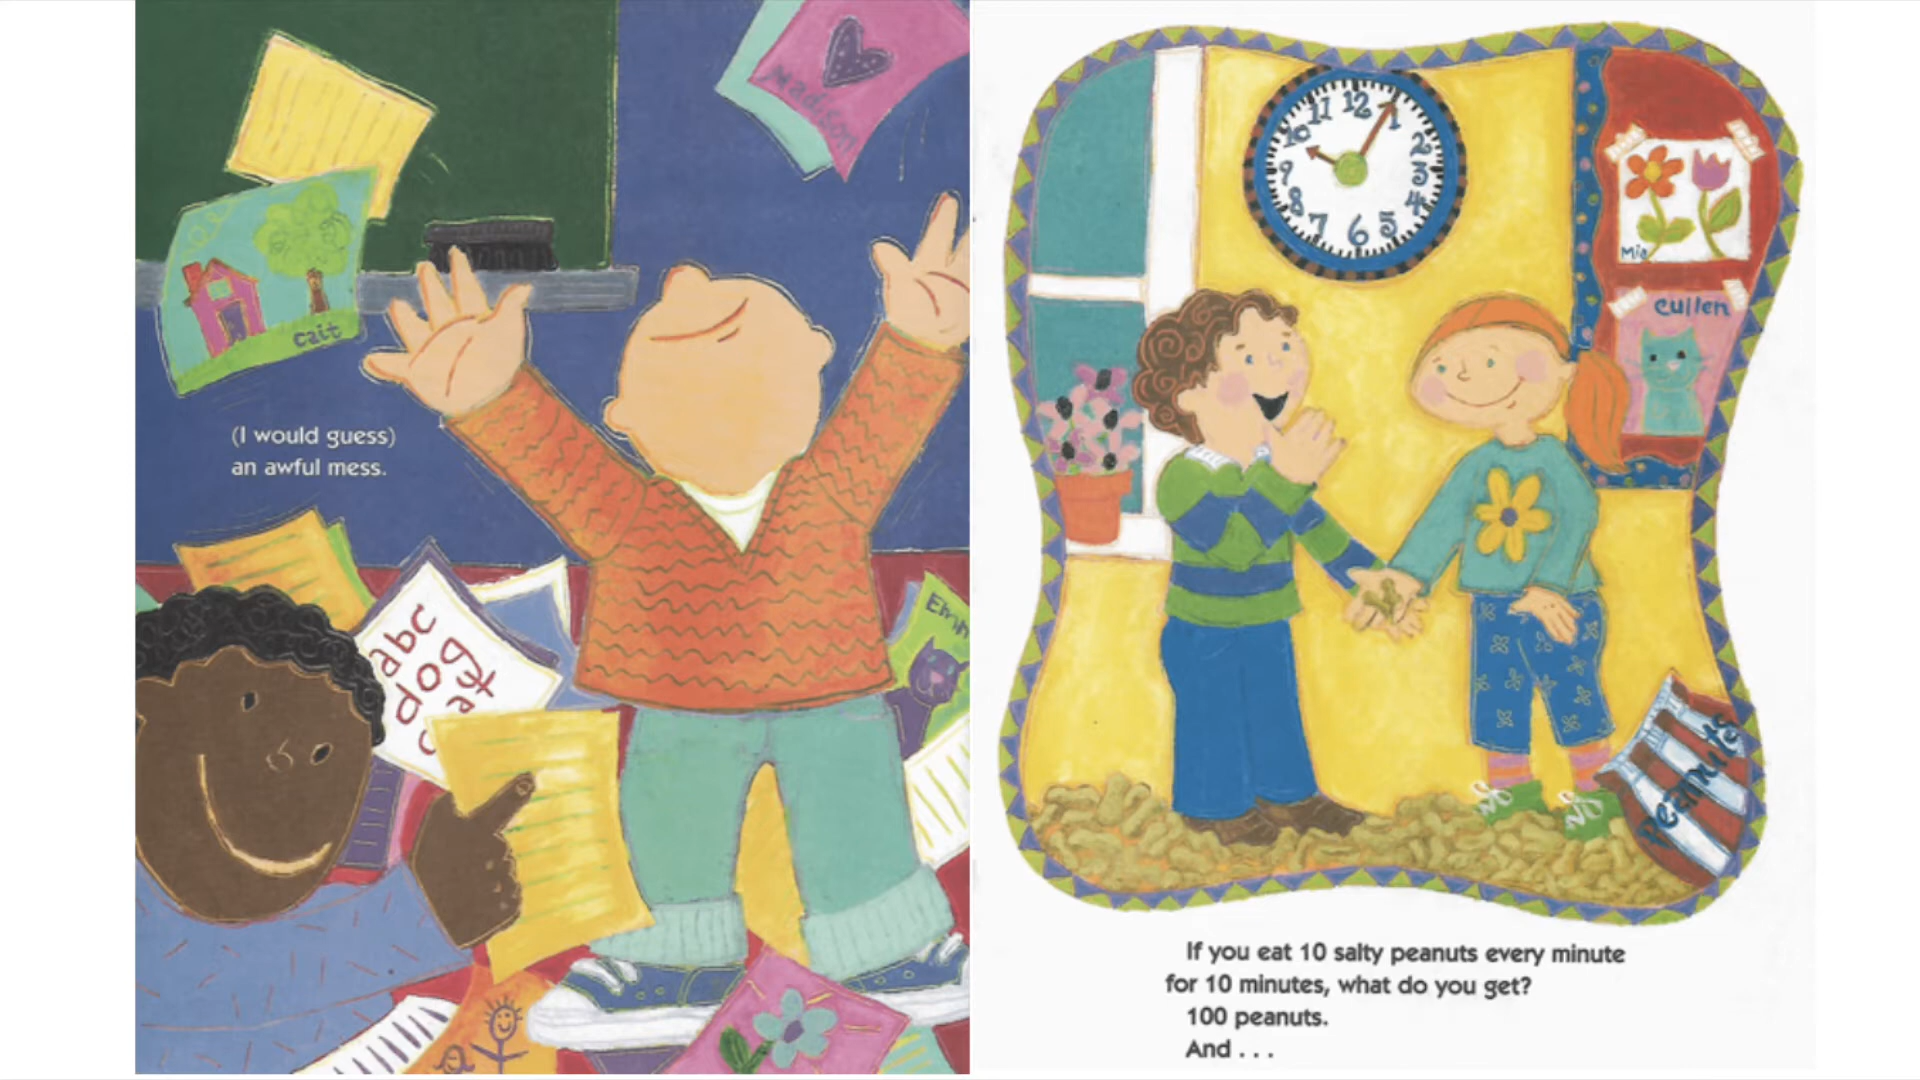 Madison
cait
(I would guess)
an awful mess.
abc
dog
cat
Emm
a
11 12 1
10 2
9 3
8 4
7 6 5
Mia
cullen
Peanuts
If you eat 10 salty peanuts every minute
for 10 minutes, what do you get?
100 peanuts.
And . . .